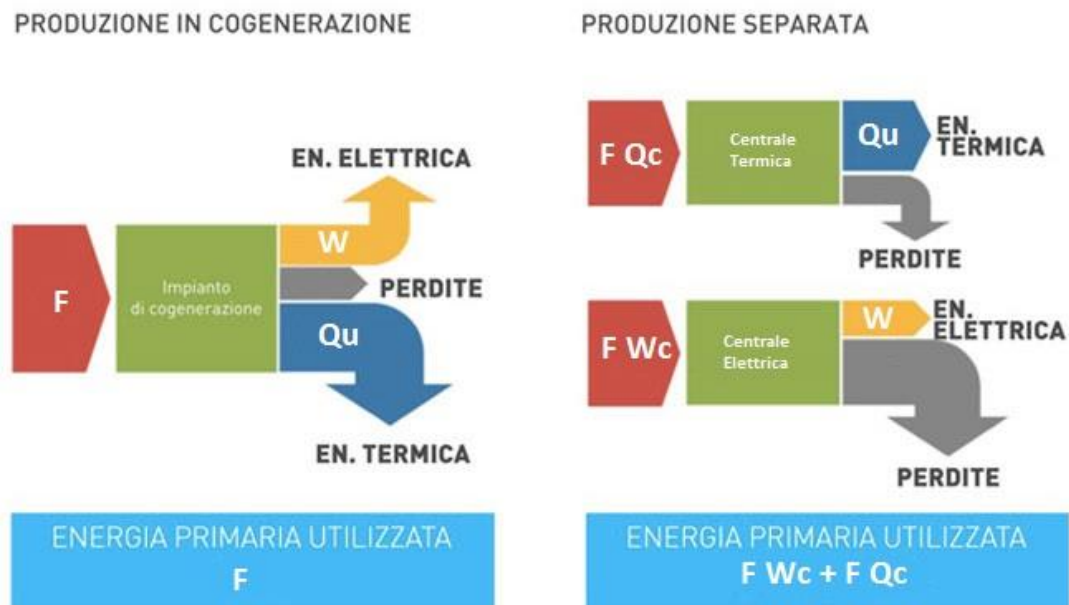 PRODUZIONE IN COGENERAZIONE
EN. ELETTRICA
W
F
Impianto
di cogenerazione
PERDITE
Qu
EN. TERMICA
ENERGIA PRIMARIA UTILIZZATA
F
PRODUZIONE SEPARATA
F Qc
Centrale
Termica
Qu
EN.
TERMICA
PERDITE
F Wc
Centrale
Elettrica
W
EN.
ELETTRICA
PERDITE
ENERGIA PRIMARIA UTILIZZATA
F Wc + F Qc